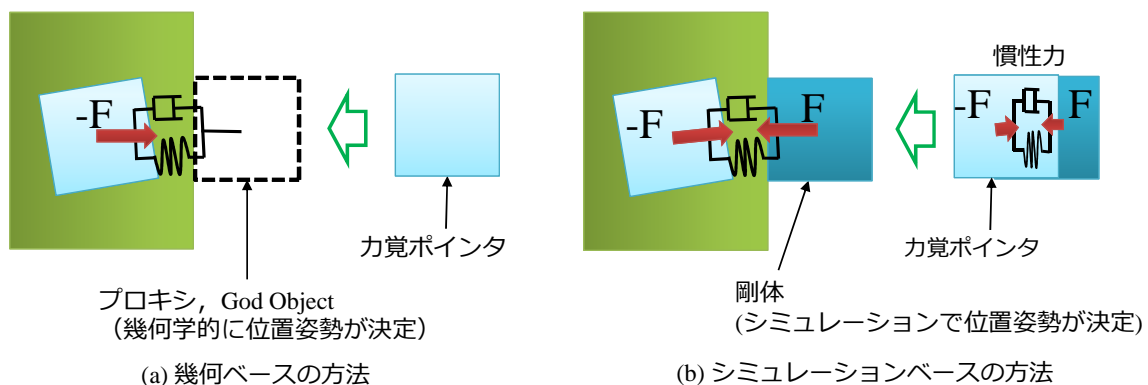 -F
力覚ポインタ
プロキシ，God Object
（幾何学的に位置姿勢が決定）
(a) 幾何ベースの方法
慣性力
-F
F
-F
F
力覚ポインタ
剛体
(シミュレーションで位置姿勢が決定)
(b) シミュレーションベースの方法